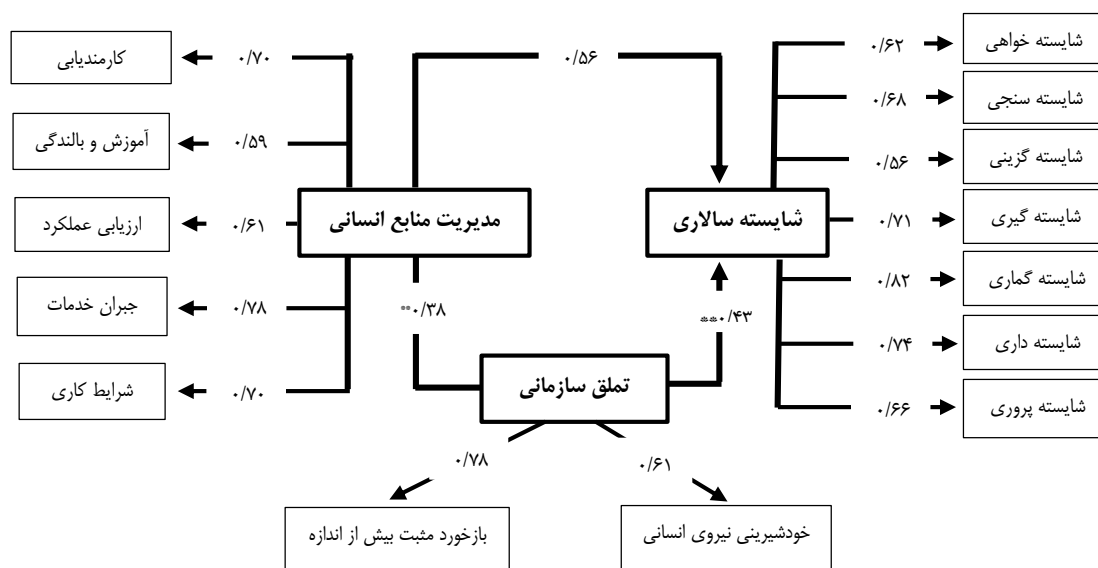 شایسته خواهی
۰/۶۲
۰/۵۶
۰/۷۰
کارمندیابی
شایسته سنجی
۰/۶۸
شایسته گزینی
۰/۵۶
۰/۵۹
آموزش و بالندگی
شایسته گیری
۰/۷۱
شایسته سالاری
مدیریت منابع انسانی
۰/۶۱
ارزیابی عملکرد
شایسته گماری
۰/۸۲
**۰/۴۳
**۰/۳۸
۰/۷۸
جبران خدمات
شایسته داری
۰/۷۴
تملق سازمانی
۰/۷۰
شرایط کاری
شایسته پروری
۰/۶۶
۰/۶۱
۰/۷۸
خودشیرینی نیروی انسانی
بازخورد مثبت بیش از اندازه